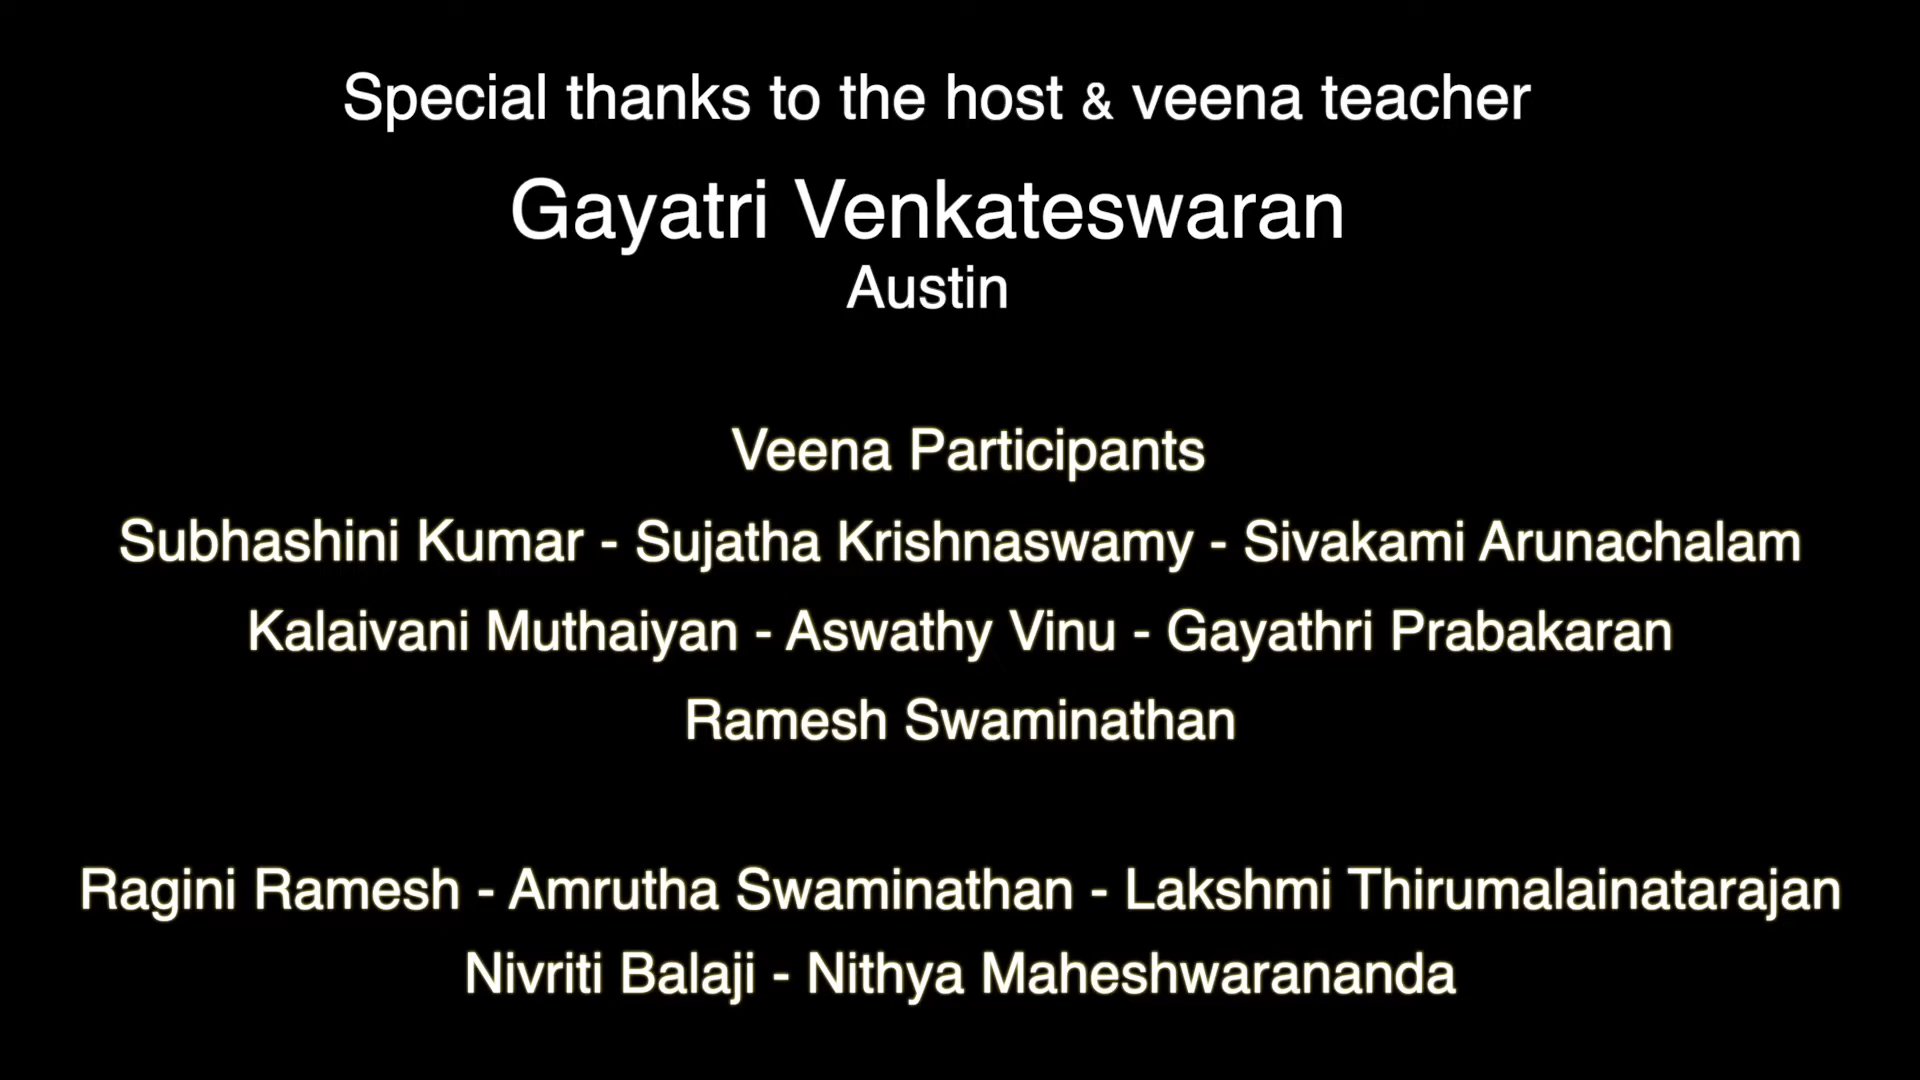 Special thanks to the host & veena teacher
Gayatri Venkateswaran
Austin
Veena Participants
Subhashini Kumar - Sujatha Krishnaswamy - Sivakami Arunachalam
Kalaivani Muthaiyan - Aswathy Vinu - Gayathri Prabakaran
Ramesh Swaminathan
Ragini Ramesh - Amrutha Swaminathan - Lakshmi Thirumalainatarajan
Nivriti Balaji - Nithya Maheshwarananda